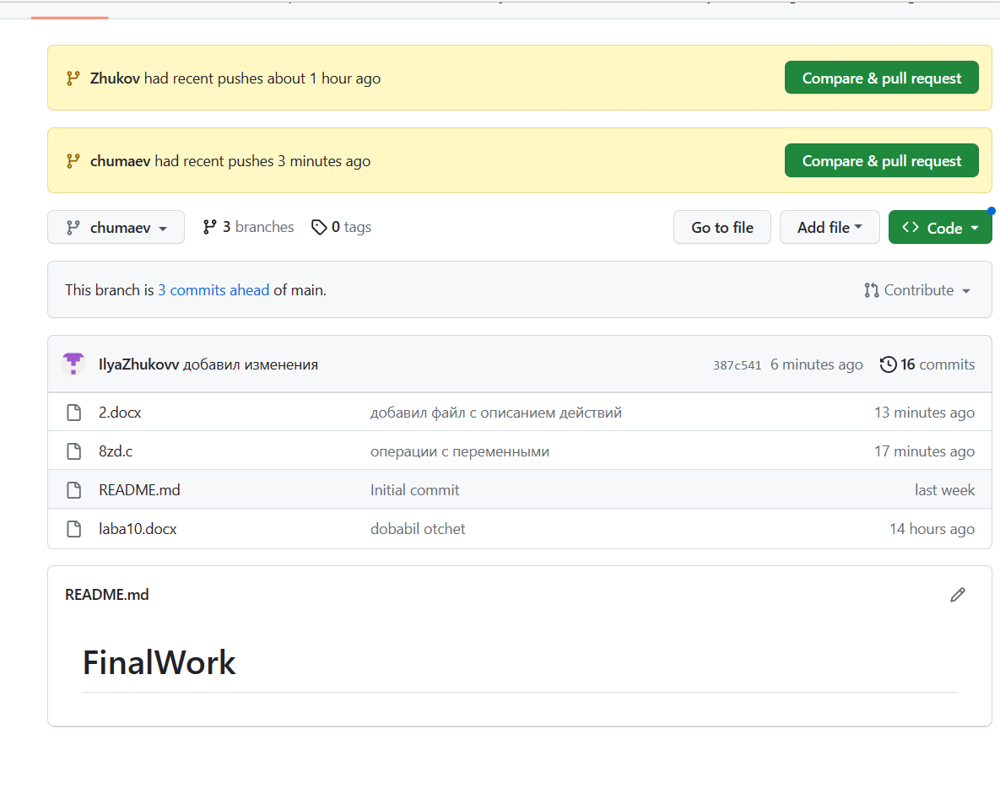 Zhukov had recent pushes about 1 hour ago
Compare & pull request
chumaev had recent pushes 3 minutes ago
Compare & pull request
chumaev
3 branches
0 tags
Go to file
Add file
<> Code
This branch is 3 commits ahead of main.
Contribute
IlyaZhukovv добавил изменения
387c541 6 minutes ago
16 commits
2.docx добавил файл с описанием действий 13 minutes ago
8zd.c операции с переменными 17 minutes ago
README.md Initial commit last week
laba10.docx dobabil otchet 14 hours ago
README.md
FinalWork